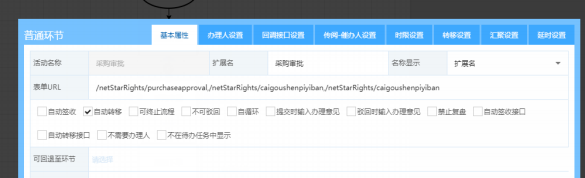 普通环节 基本属性 办理人设置 回调接口设置 传阅-催办人设置 时限设置 转移设置 汇聚设置 延时设置
活动名称 采购审批 扩展名 采购审批 名称显示 扩展名
表单URL /netStarRights/purchaseapproval,/netStarRights/caigoushenpiyiban,/netStarRights/caigoushenpiyiban
自动签收 自动转移 可终止流程 不可驳回 自循环 提交时输入办理意见 驳回时输入办理意见 禁止复盘 自动签收接口
自动转移接口 不需要办理人 不在待办任务中显示
可回退至环节 请选择